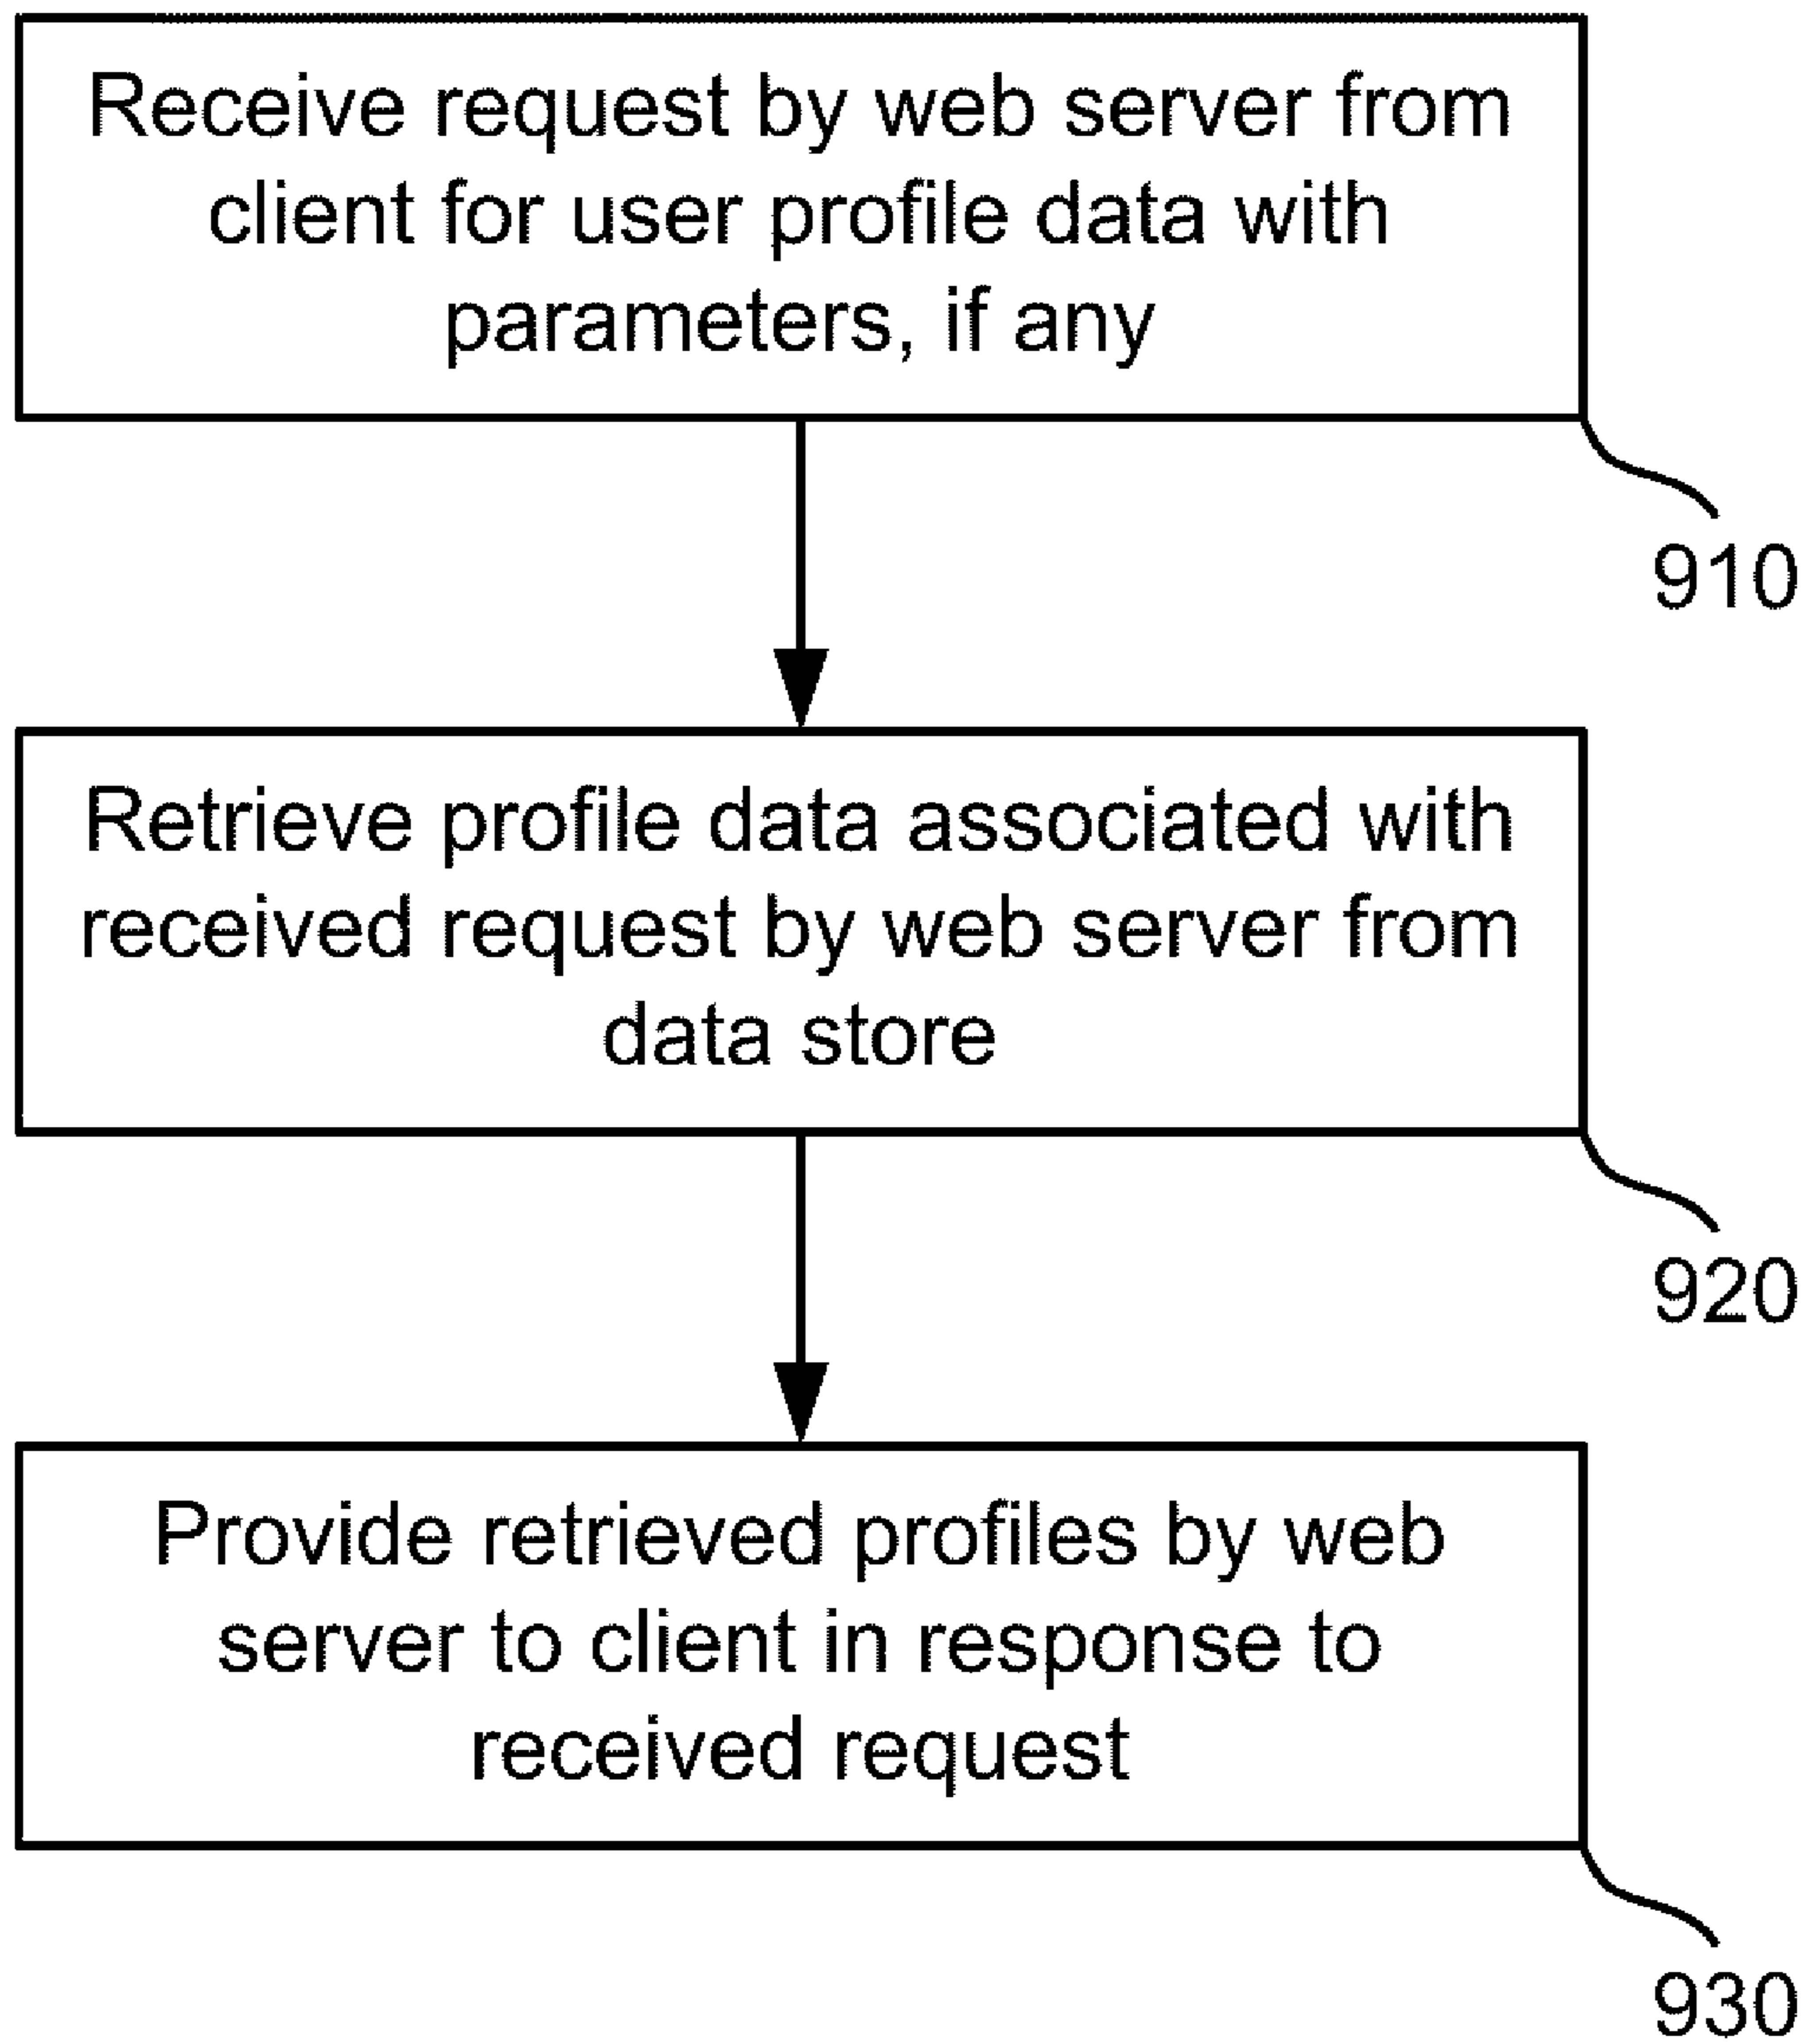 Receive request by web server from
client for user profile data with
parameters, if any
910
Retrieve profile data associated with
received request by web server from
data store
920
Provide retrieved profiles by web
server to client in response to
received request
930